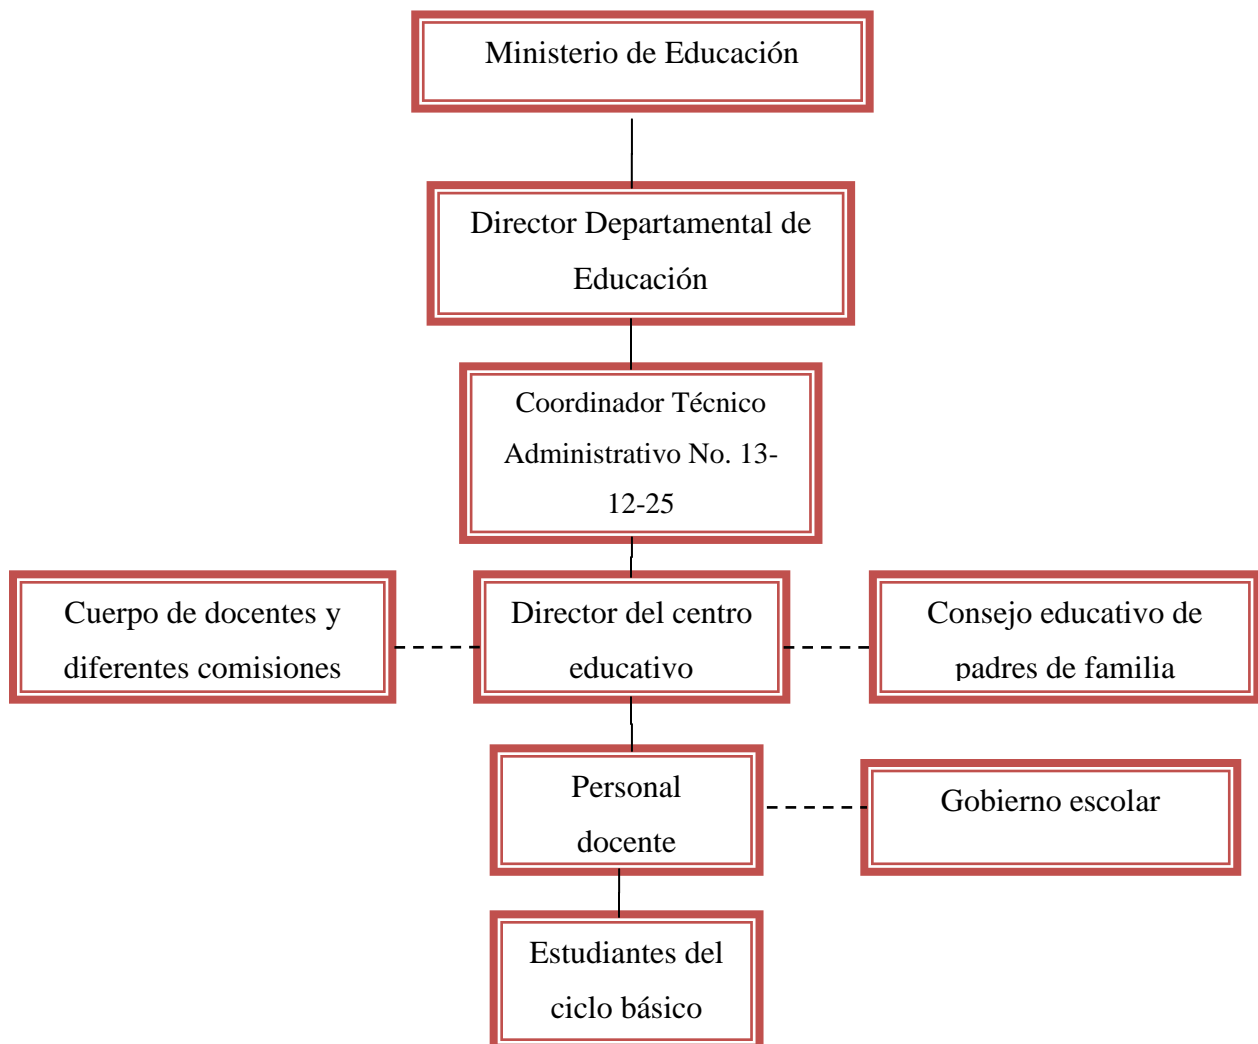 Ministerio de Educación
Director Departamental de
Educación
Coordinador Técnico
Administrativo No. 13-
12-25
Cuerpo de docentes y
diferentes comisiones
Director del centro
educativo
Consejo educativo de
padres de familia
Personal
docente
Gobierno escolar
Estudiantes del
ciclo básico